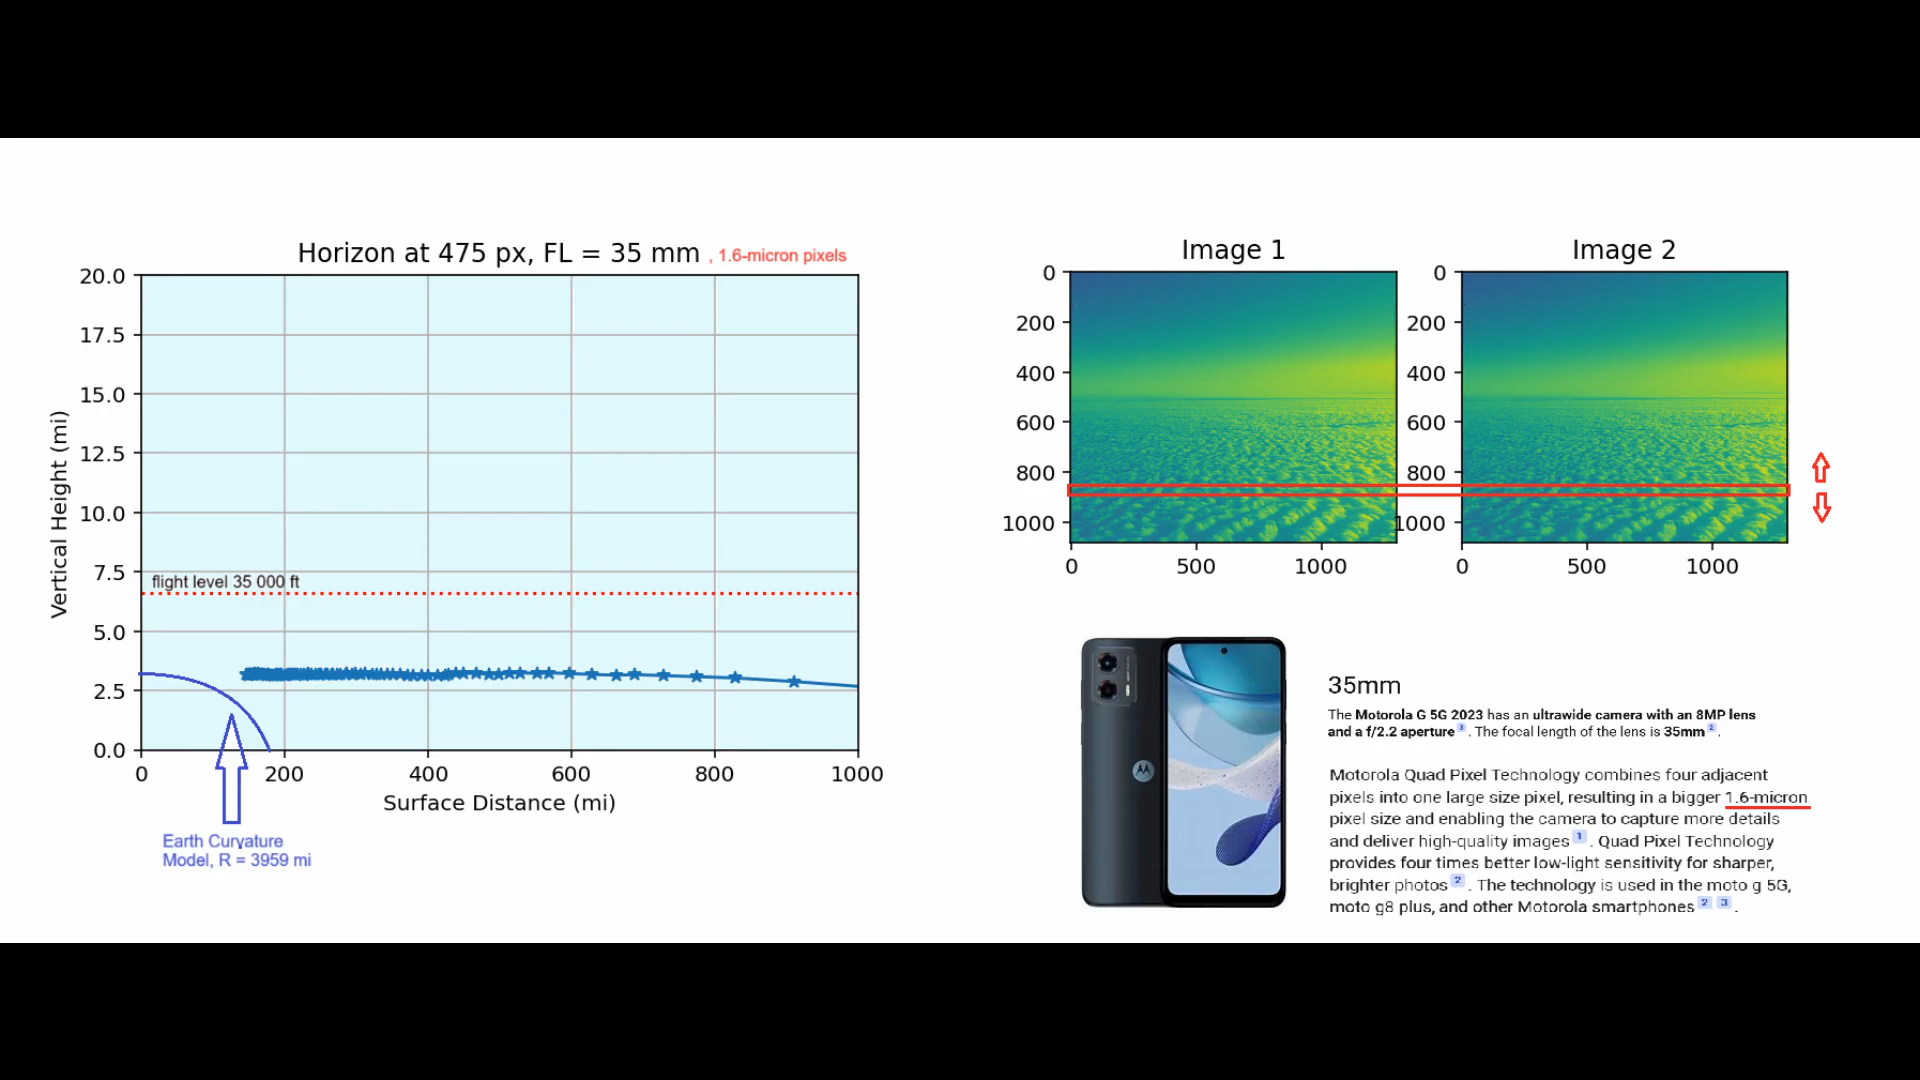 Horizon at 475 px, FL = 35 mm , 1.6-micron pixels
20.0
17.5
15.0
12.5
10.0
7.5
5.0
2.5
0.0
Vertical Height (mi)
flight level 35 000 ft
0 200 400 600 800 1000
Surface Distance (mi)
Earth Curvature
Model, R = 3959 mi
Image 1
0
200
400
600
800
1000
0 500 1000
Image 2
0
200
400
600
800
1000
0 500 1000
35mm
The Motorola G 5G 2023 has an ultrawide camera with an 8MP lens
and a f/2.2 aperture 3 . The focal length of the lens is 35mm 2 .
Motorola Quad Pixel Technology combines four adjacent
pixels into one large size pixel, resulting in a bigger 1.6-micron
pixel size and enabling the camera to capture more details
and deliver high-quality images 1 . Quad Pixel Technology
provides four times better low-light sensitivity for sharper,
brighter photos 2 . The technology is used in the moto g 5G,
moto g8 plus, and other Motorola smartphones 2 3 .